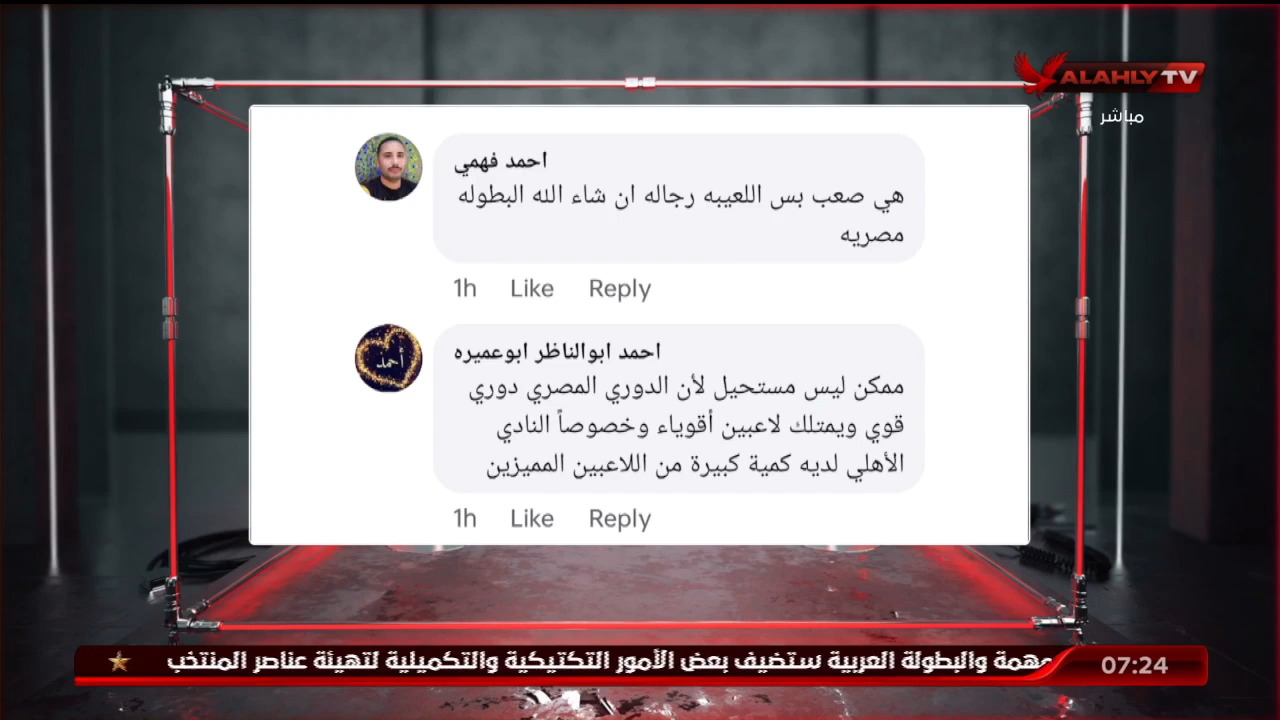 ALAHLY TV
مباشر
احمد فهمي
هي صعب بس اللعيبه رجاله ان شاء الله البطوله
مصريه
1h Like Reply
أحمد
احمد ابوالناظر ابوعميره
ممكن ليس مستحيل لأن الدوري المصري دوري
قوي ويمتلك لاعبين أقوياء وخصوصاً النادي
الأهلي لديه كمية كبيرة من اللاعبين المميزين
1h Like Reply
مهمة والبطولة العربية ستضيف بعض الأمور التكتيكية والتكميلية لتهيئة عناصر المنتخب
07:24